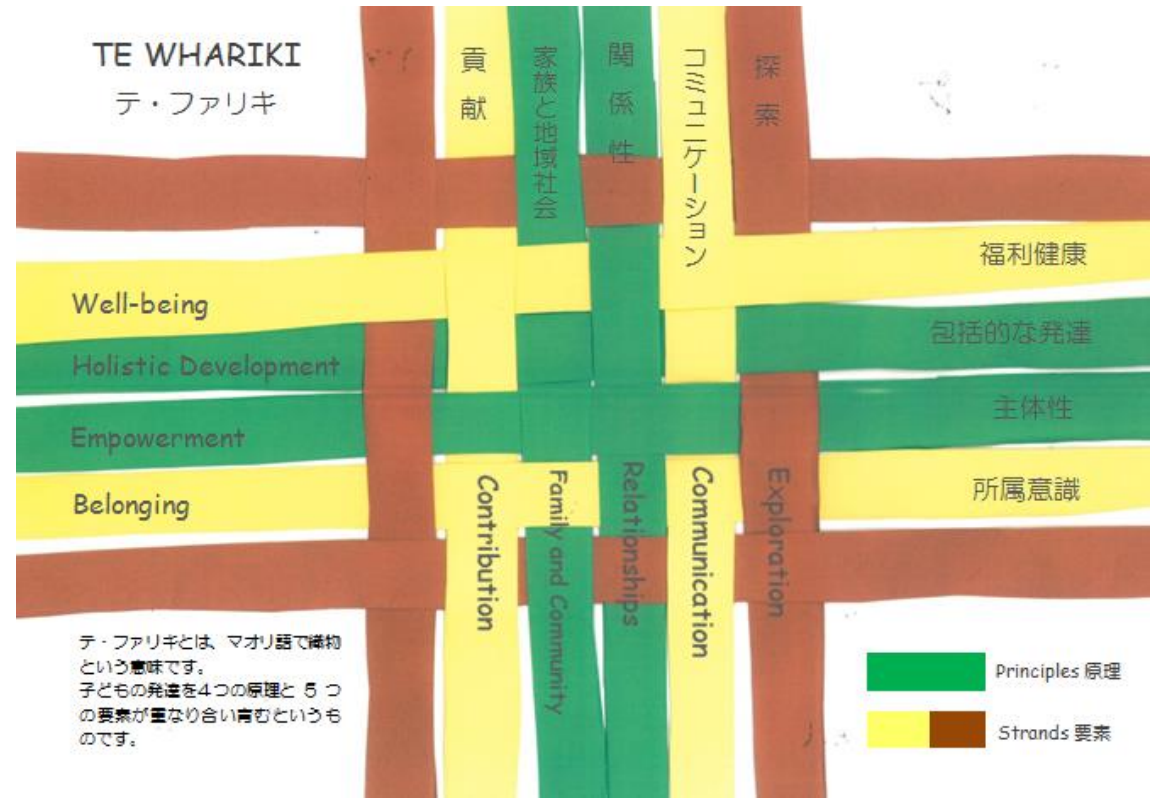 TE WHARIKI
テ・ファリキ
貢献
家族と地域社会
関係性
コミュニケーション
探索
Well-being
福利健康
Holistic Development
包括的な発達
Empowerment
主体性
Belonging
所属意識
Contribution
Family and Community
Relationships
Communication
Exploration
テ・ファリキとは、マオリ語で織物
という意味です。
子どもの発達を4つの原理と 5 つ
の要素が重なり合い育むというも
のです。
Principles 原理
Strands 要素